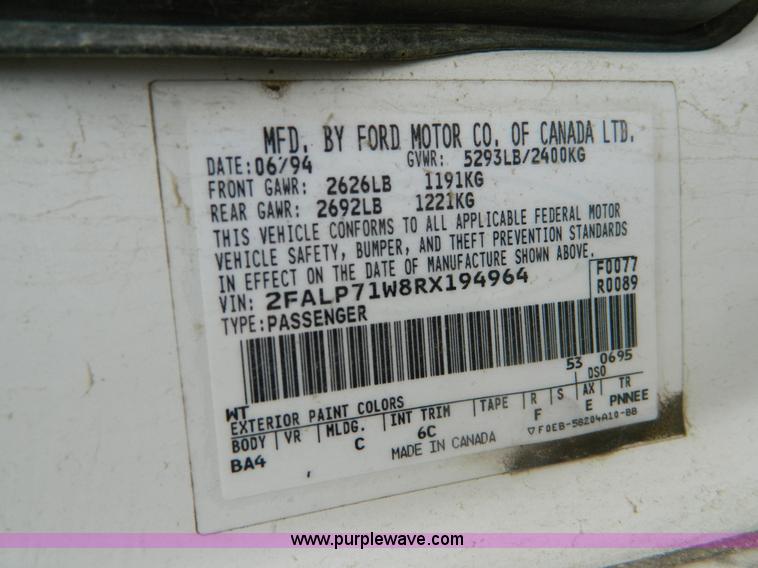 MFD. BY FORD MOTOR CO. OF CANADA LTD.
DATE: 06/94 GVWR: 5293LB/2400KG
FRONT GAWR: 2626LB 1191KG
REAR GAWR: 2692LB 1221KG
THIS VEHICLE CONFORMS TO ALL APPLICABLE FEDERAL MOTOR
VEHICLE SAFETY, BUMPER, AND THEFT PREVENTION STANDARDS
IN EFFECT ON THE DATE OF MANUFACTURE SHOWN ABOVE.
VIN: 2FALP71W8RX194964 F0077
TYPE: PASSENGER R0089
53 0695
WT DSO
EXTERIOR PAINT COLORS
BODY VR MLDG. INT TRIM TAPE R S AX TR
BA4 , C 6C F E PNNEE
MADE IN CANADA ▽F0EB-58204A10-BB
www.purplewave.com